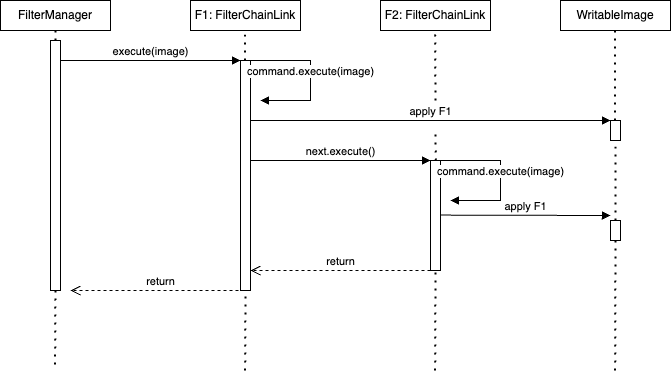 FilterManager
F1: FilterChainLink
F2: FilterChainLink
WritableImage
execute(image)
command.execute(image)
apply F1
next.execute()
command.execute(image)
apply F1
return
return